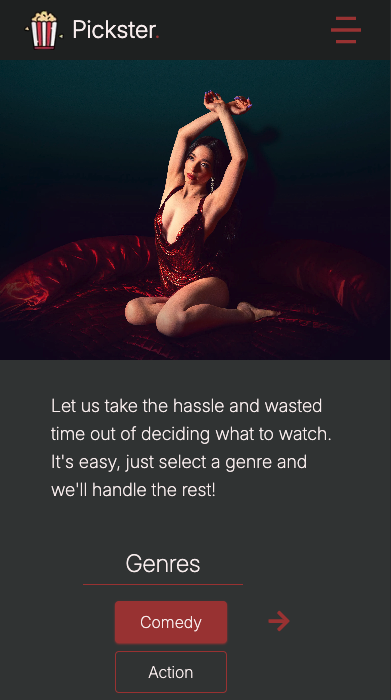 Pickster.
Let us take the hassle and wasted
time out of deciding what to watch.
It's easy, just select a genre and
we'll handle the rest!
Genres
Comedy
Action